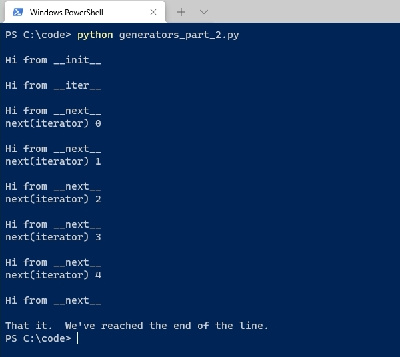 Windows PowerShell
PS C:\code> python generators_part_2.py
Hi from __init__
Hi from __iter__
Hi from __next__
next(iterator) 0
Hi from __next__
next(iterator) 1
Hi from __next__
next(iterator) 2
Hi from __next__
next(iterator) 3
Hi from __next__
next(iterator) 4
Hi from __next__
That it.  We've reached the end of the line.
PS C:\code>